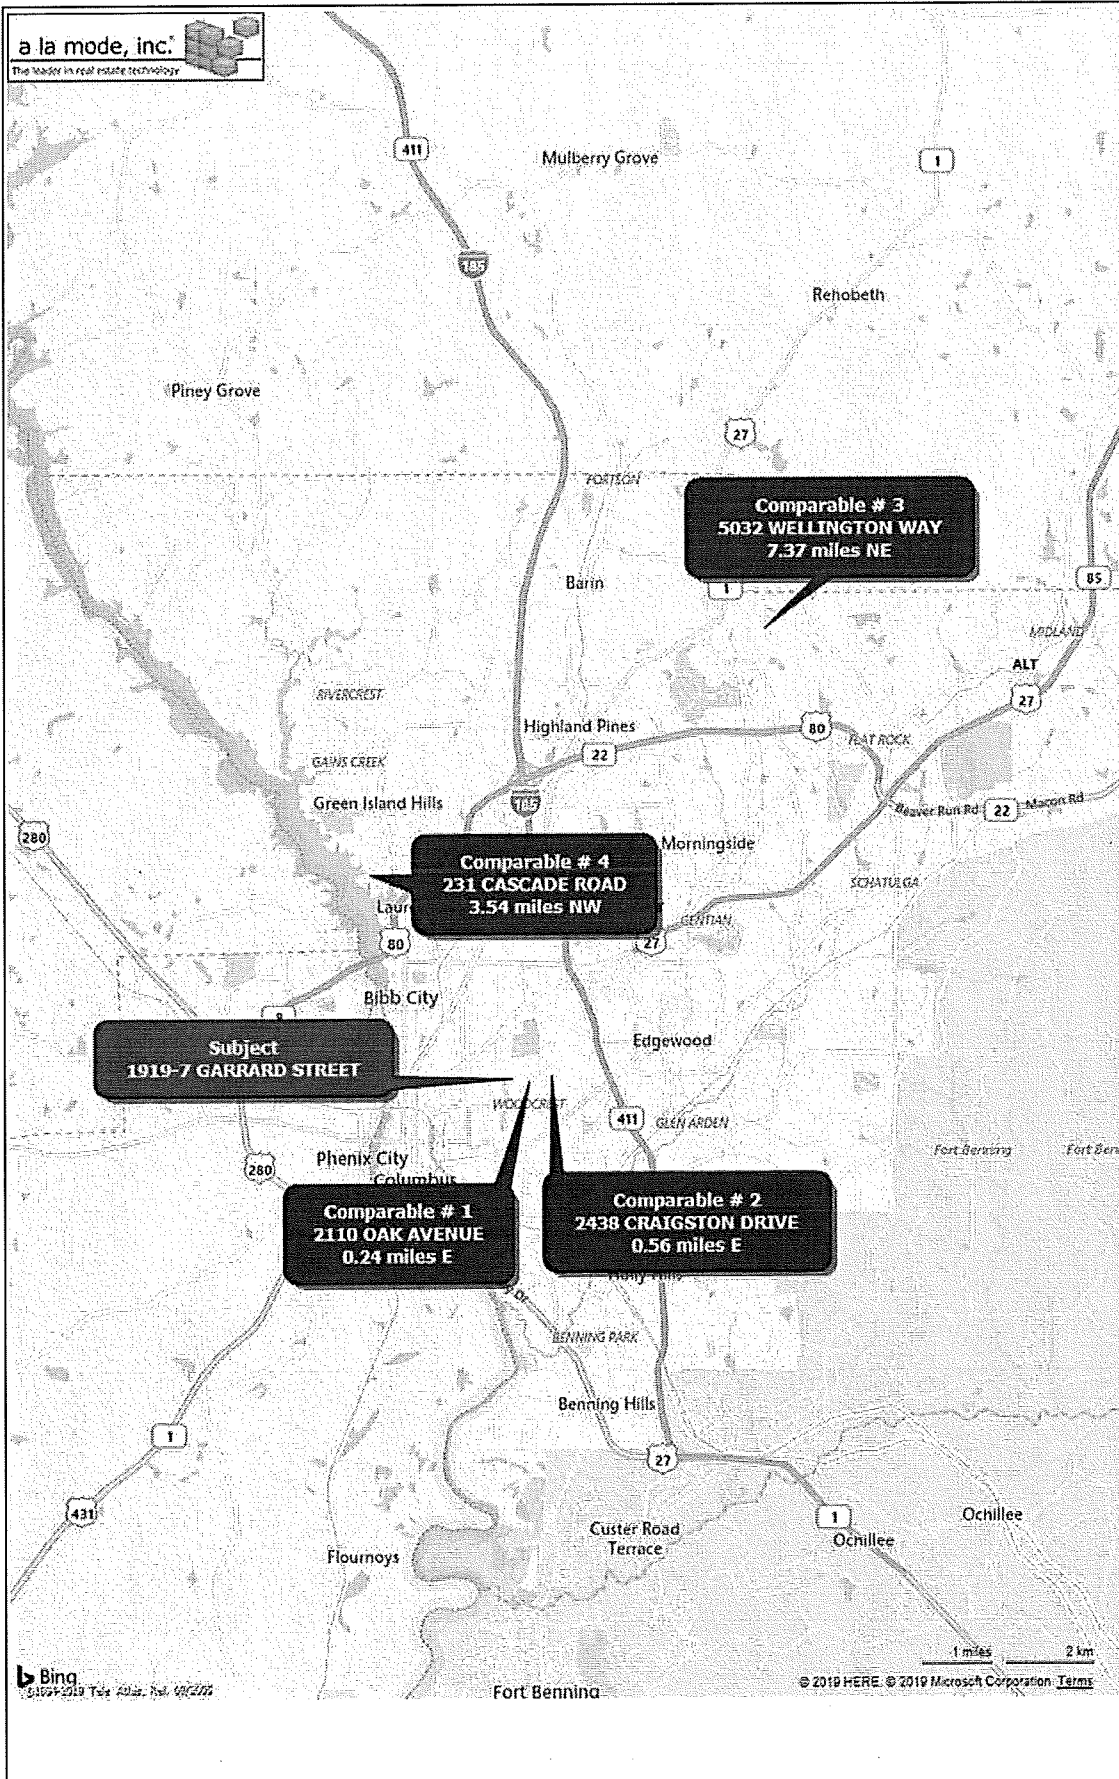 a la mode, inc.
The leader in real estate technology
411
Mulberry Grove
1
185
Rehobeth
Piney Grove
27
FORTSON
Comparable # 3
5032 WELLINGTON WAY
7.37 miles NE
Barin
1
85
MIDLAND
ALT
RIVERCREST
27
Highland Pines
80
22
FLAT ROCK
GAINS CREEK
Green Island Hills
185
Beaver Run Rd
22
Macon Rd
280
Morningside
Comparable # 4
231 CASCADE ROAD
3.54 miles NW
SCHATULGA
GENTIAN
80
27
Bibb City
Edgewood
Subject
1919-7 GARRARD STREET
WOODCREST
411
GLEN ARDEN
Fort Benning
Fort Ben
Phenix City
280
Columbus
Comparable # 1
2110 OAK AVENUE
0.24 miles E
Comparable # 2
2438 CRAIGSTON DRIVE
0.56 miles E
Holly Hills
BENNING PARK
Benning Hills
1
27
431
1
Ochillee
Custer Road
Terrace
Ochillee
Flournoys
1 miles
2 km
Bing
© 2019 HERE. © 2019 Microsoft Corporation Terms
Fort Benning